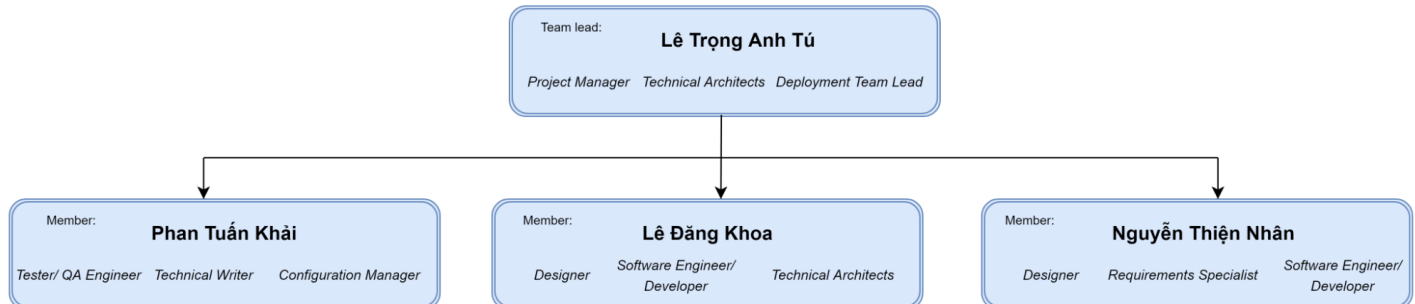 Team lead:
Lê Trọng Anh Tú
Project Manager Technical Architects Deployment Team Lead
Member:
Phan Tuấn Khải
Tester/ QA Engineer Technical Writer Configuration Manager
Member:
Lê Đăng Khoa
Designer Software Engineer/
Developer Technical Architects
Member:
Nguyễn Thiện Nhân
Designer Requirements Specialist Software Engineer/
Developer